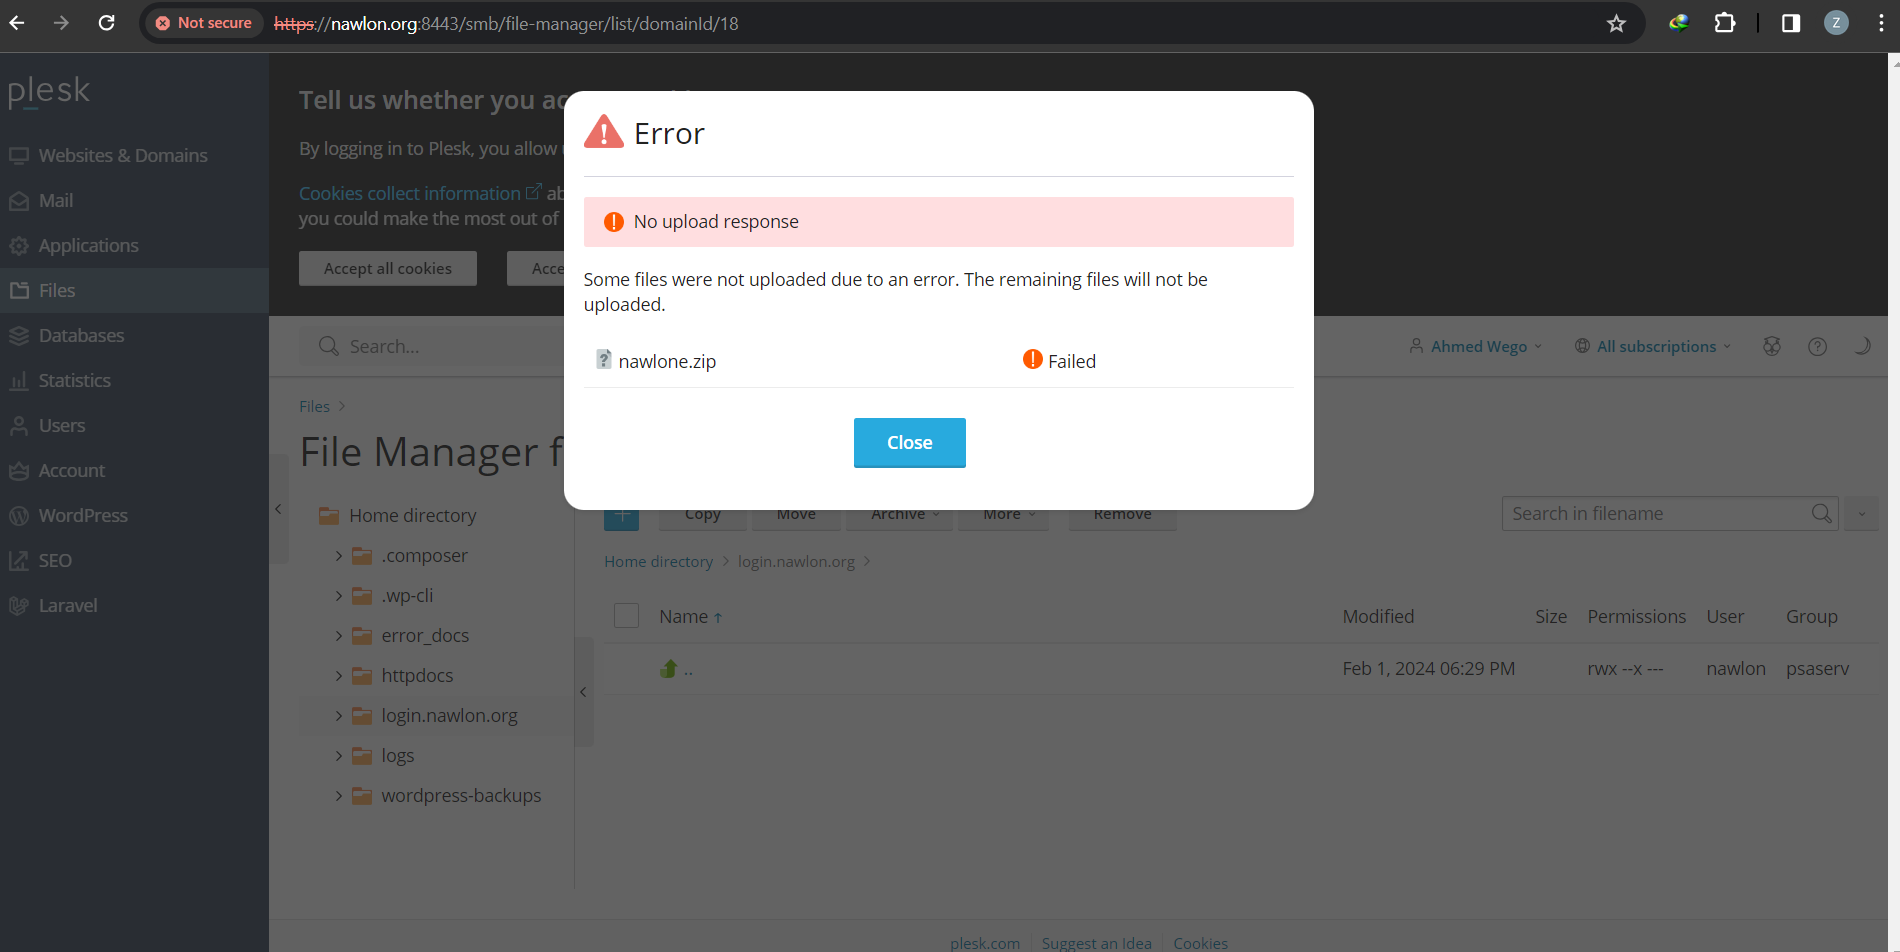 Not secure https://nawlon.org:8443/smb/file-manager/list/domainId/18
Z
plesk
Websites & Domains
Mail
Applications
Files
Databases
Statistics
Users
Account
WordPress
SEO
Laravel
Tell us whether you ac
By logging in to Plesk, you allow
Cookies collect information ab
you could make the most out of
Accept all cookies Acce
Error
No upload response
Some files were not uploaded due to an error. The remaining files will not be
uploaded.
nawlone.zip Failed
Close
Search... Ahmed Wego All subscriptions
Files >
File Manager f
Home directory
.composer
.wp-cli
error_docs
httpdocs
login.nawlon.org
logs
wordpress-backups
+ Copy Move Archive More Remove Search in filename
Home directory > login.nawlon.org >
Name ↑ Modified Size Permissions User Group
.. Feb 1, 2024 06:29 PM rwx --x --- nawlon psaserv
plesk.com Suggest an Idea Cookies